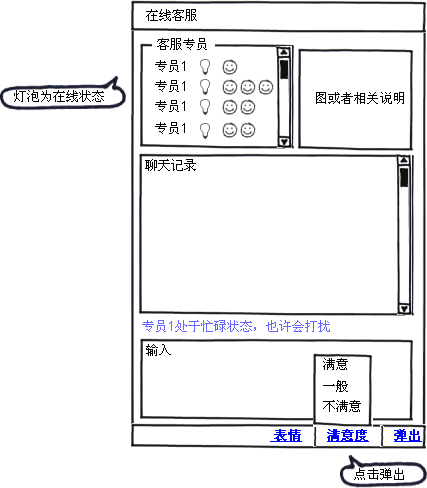 在线客服
客服专员
专员1
专员1
专员1
专员1
灯泡为在线状态
图或者相关说明
聊天记录
专员1处于忙碌状态，也许会打扰
输入
满意
一般
不满意
表情 满意度 弹出
点击弹出